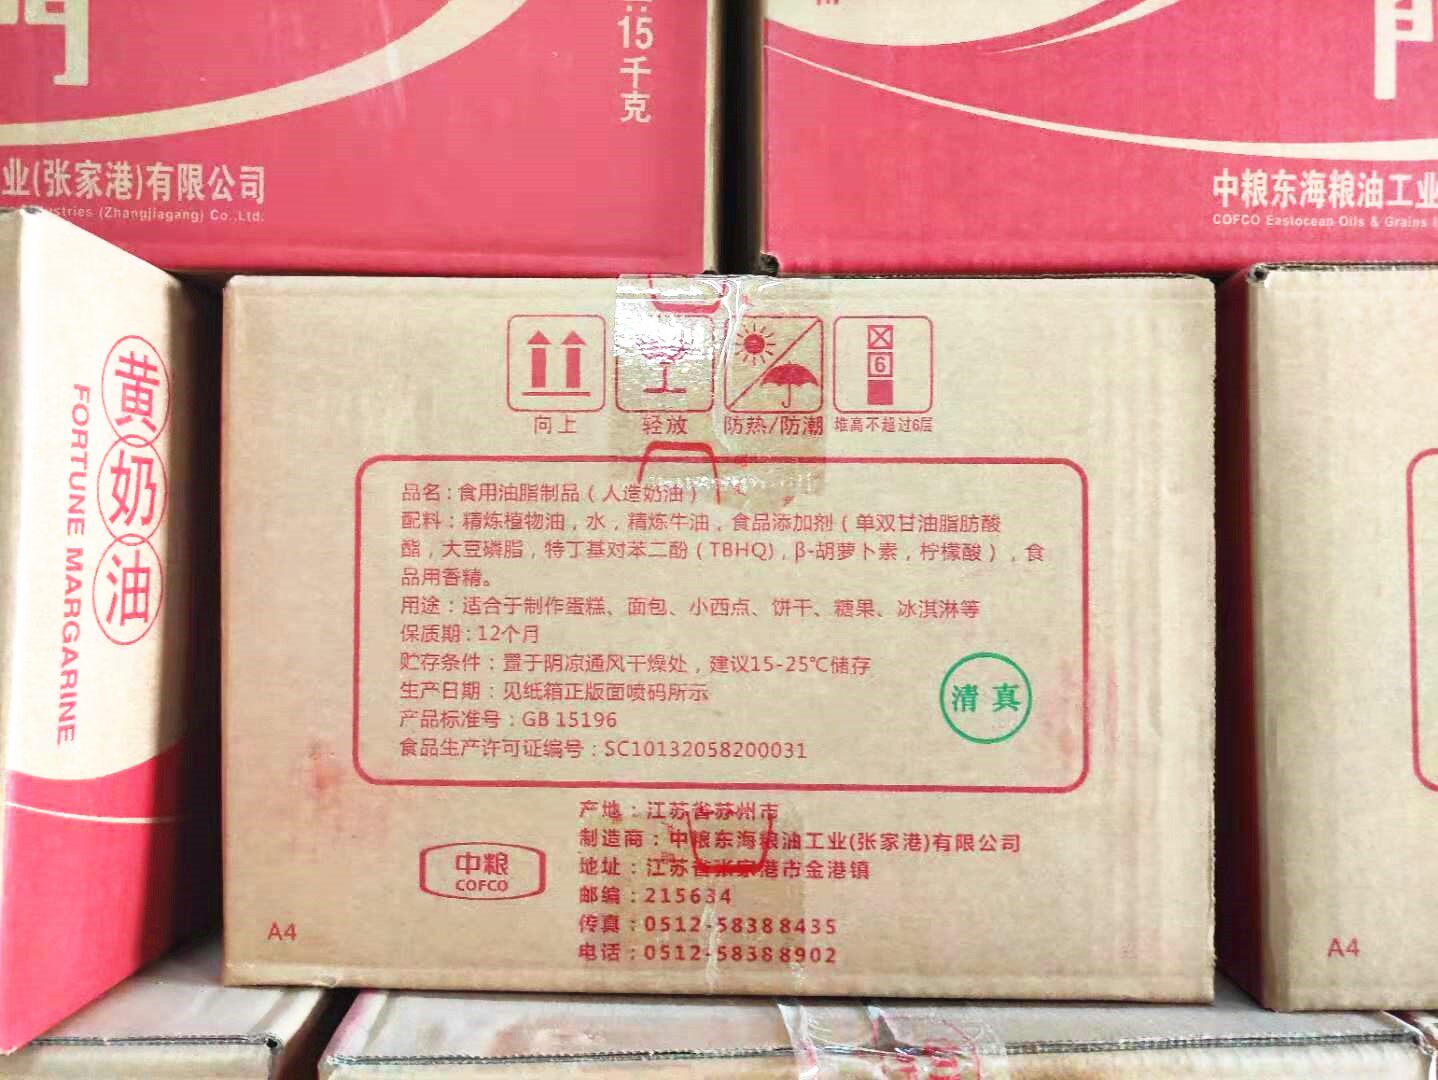 15千克
业(张家港)有限公司
stries (Zhangjiagang) Co.,Ltd.
中粮东海粮油工业
COFCO Eastocean Oils & Grains
黄奶油
FORTUNE MARGARINE
6
向上
轻放
防热/防潮
堆高不超过6层
品名：食用油脂制品（人造奶油）
配料：精炼植物油，水，精炼牛油，食品添加剂（单双甘油脂肪酸
酯，大豆磷脂，特丁基对苯二酚（TBHQ)，β-胡萝卜素，柠檬酸），食
品用香精。
用途：适合于制作蛋糕、面包、小西点、饼干、糖果、冰淇淋等
保质期：12个月
贮存条件：置于阴凉通风干燥处，建议15-25℃储存
生产日期：见纸箱正版面喷码所示
产品标准号：GB 15196
食品生产许可证编号：SC10132058200031
清真
产地：江苏省苏州市
制造商：中粮东海粮油工业(张家港)有限公司
地址：江苏省张家港市金港镇
邮编：215634
传真：0512-58388435
电话：0512-58388902
中粮
COFCO
A4
A4